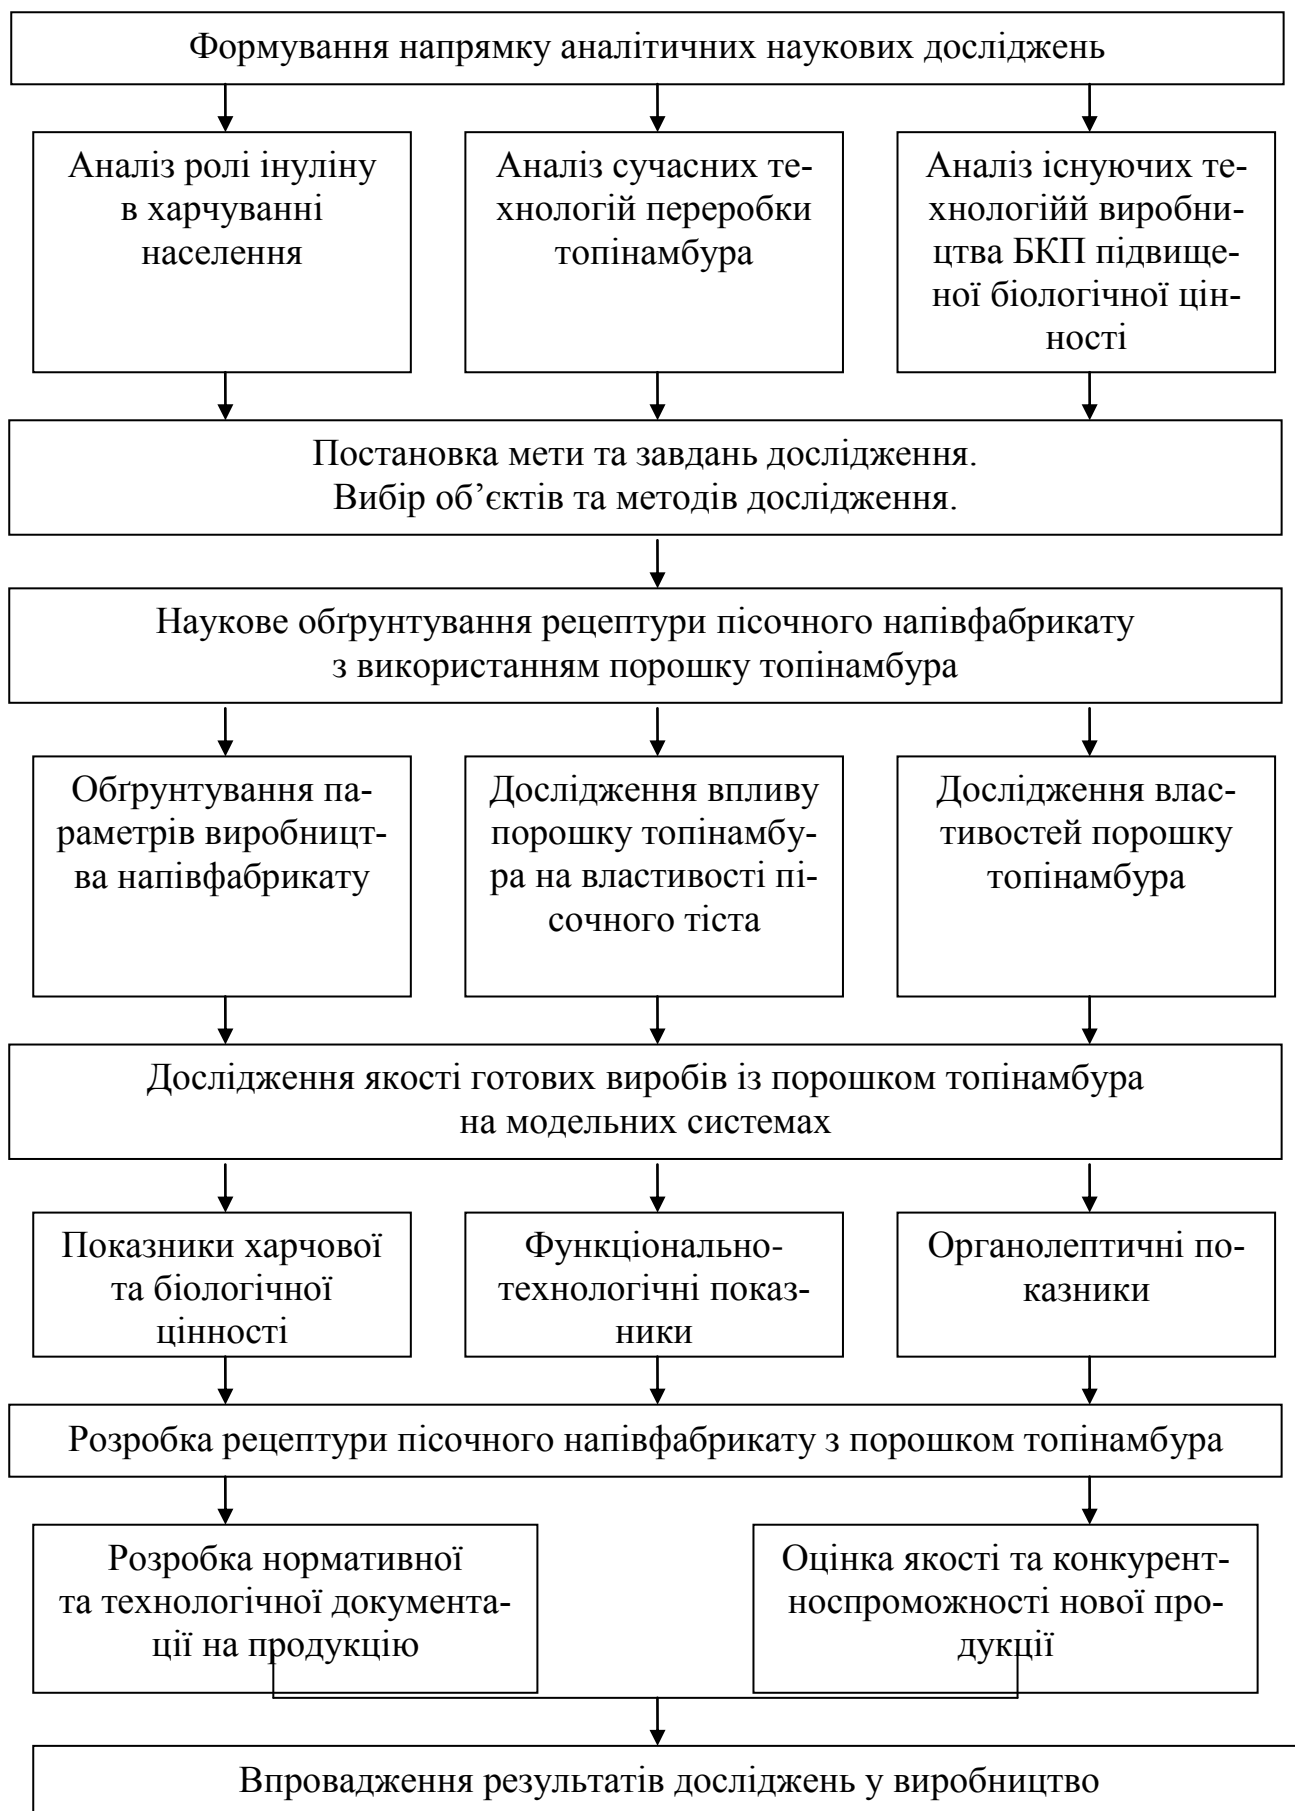 Формування напрямку аналітичних наукових досліджень
Аналіз ролі інуліну
в харчуванні
населення
Аналіз сучасних те-
хнологій переробки
топінамбура
Аналіз існуючих те-
хнологійй виробни-
цтва БКП підвище-
ної біологічної цін-
ності
Постановка мети та завдань дослідження.
Вибір об’єктів та методів дослідження.
Наукове обґрунтування рецептури пісочного напівфабрикату
з використанням порошку топінамбура
Обґрунтування па-
раметрів виробницт-
ва напівфабрикату
Дослідження впливу
порошку топінамбу-
ра на властивості пі-
сочного тіста
Дослідження влас-
тивостей порошку
топінамбура
Дослідження якості готових виробів із порошком топінамбура
на модельних системах
Показники харчової
та біологічної
цінності
Функціонально-
технологічні показ-
ники
Органолептичні по-
казники
Розробка рецептури пісочного напівфабрикату з порошком топінамбура
Розробка нормативної
та технологічної документа-
ції на продукцію
Оцінка якості та конкурент-
носпроможності нової про-
дукції
Впровадження результатів досліджень у виробництво